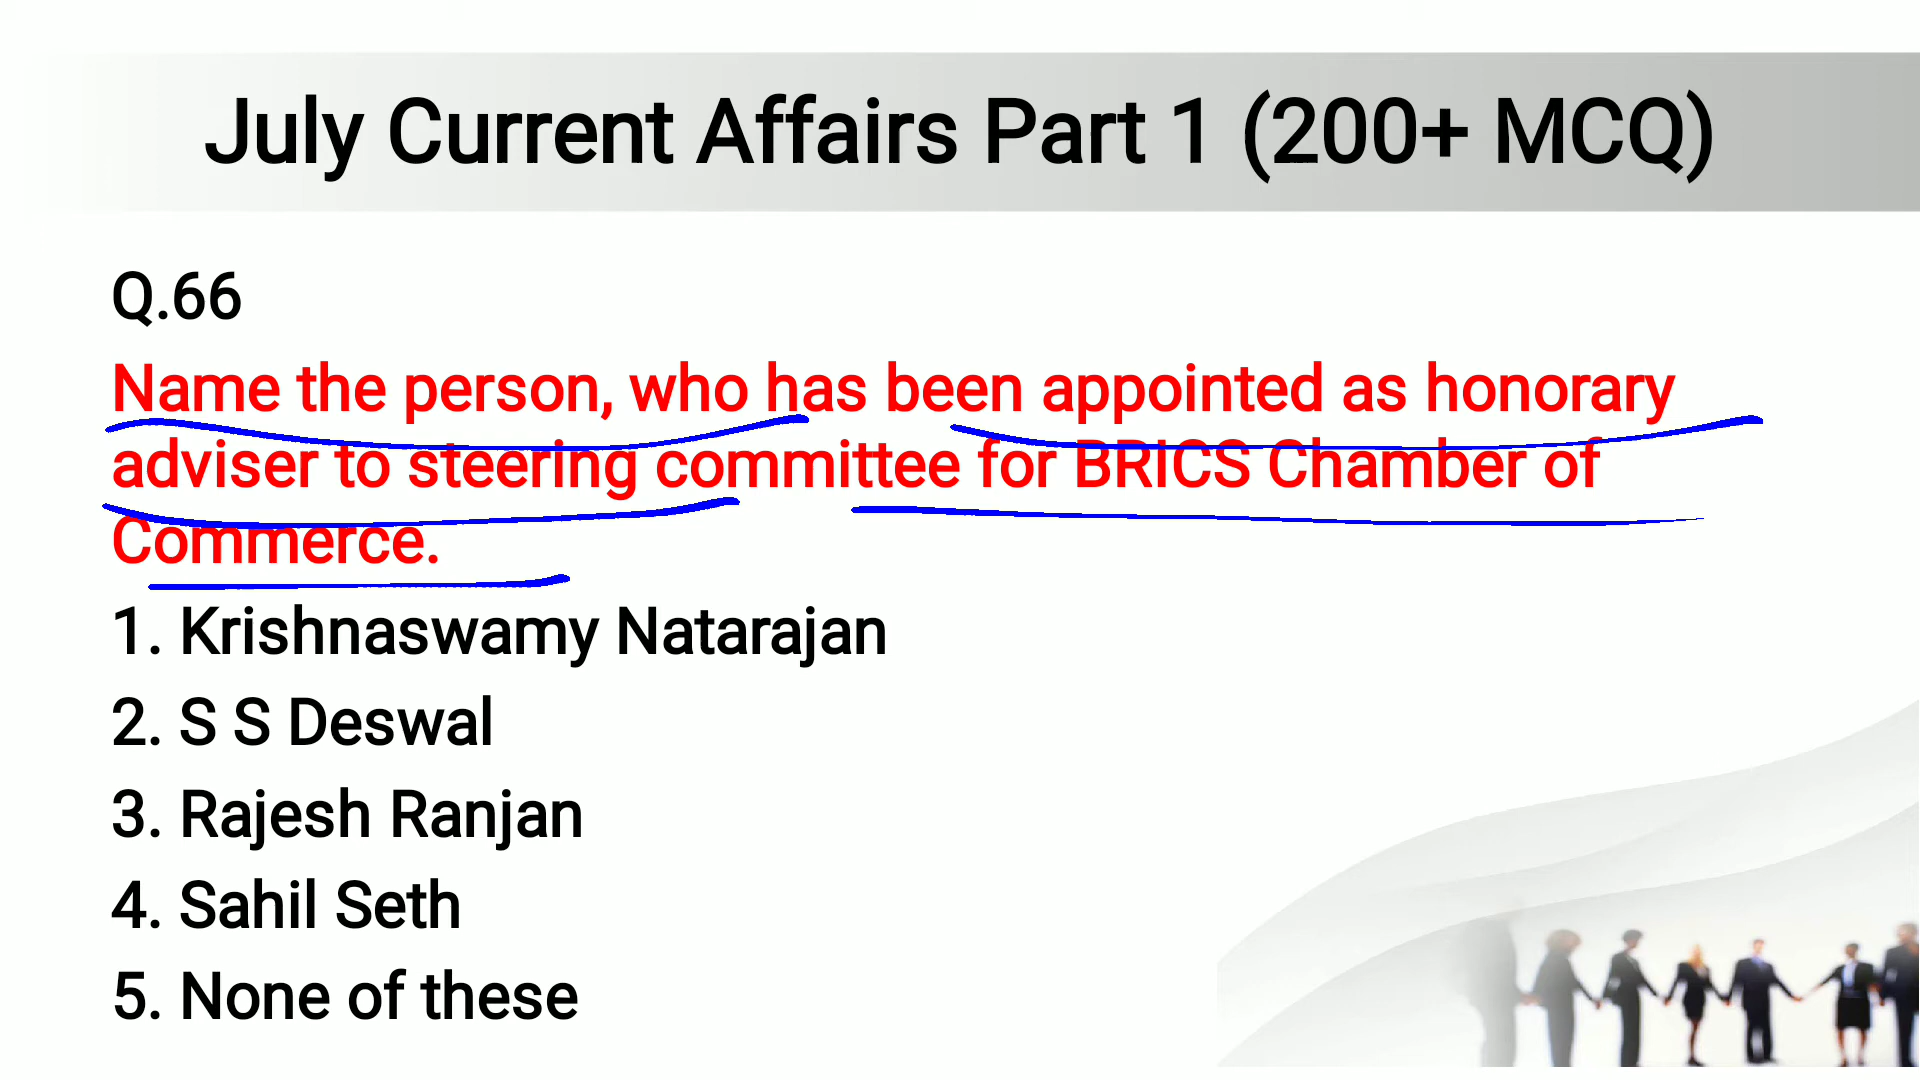 July Current Affairs Part 1 (200+ MCQ)
Q.66
Name the person, who has been appointed as honorary
adviser to steering committee for BRICS Chamber of
Commerce.
1. Krishnaswamy Natarajan
2. S S Deswal
3. Rajesh Ranjan
4. Sahil Seth
5. None of these